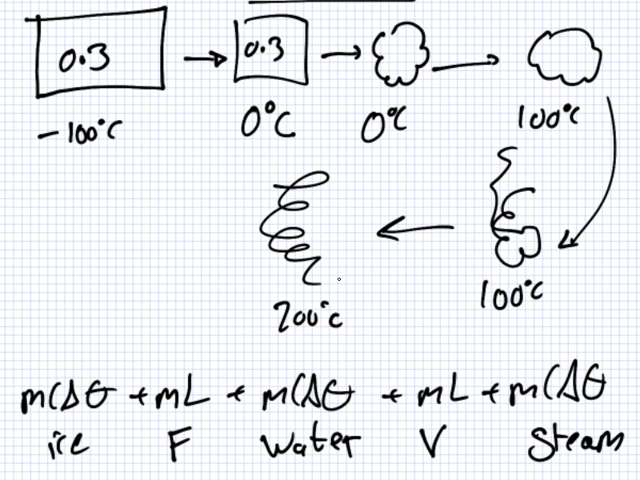 0.3 0.3
-100°C 0°C 0°C 100°C
100°C
200°C
mCΔθ + mL + mCΔθ + mL + mCΔθ
ice F Water V Steam